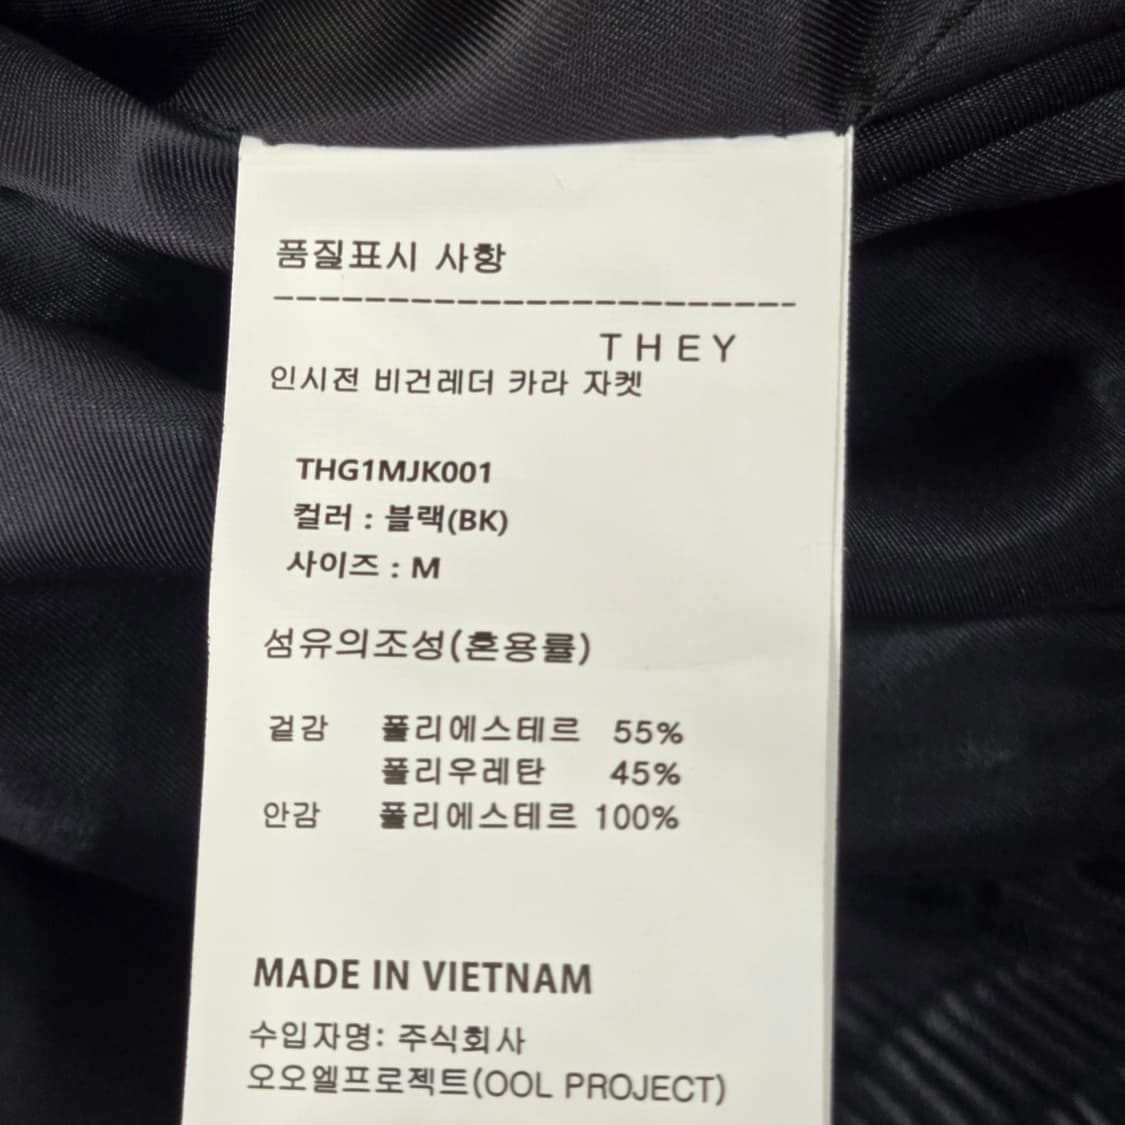 품질표시 사항
THEY
인시전 비건레더 카라 자켓
THG1MJK001
컬러 : 블랙(BK)
사이즈 : M
섬유의조성(혼용률)
겉감 폴리에스테르 55%
폴리우레탄 45%
안감 폴리에스테르 100%
MADE IN VIETNAM
수입자명: 주식회사
오오엘프로젝트(OOL PROJECT)